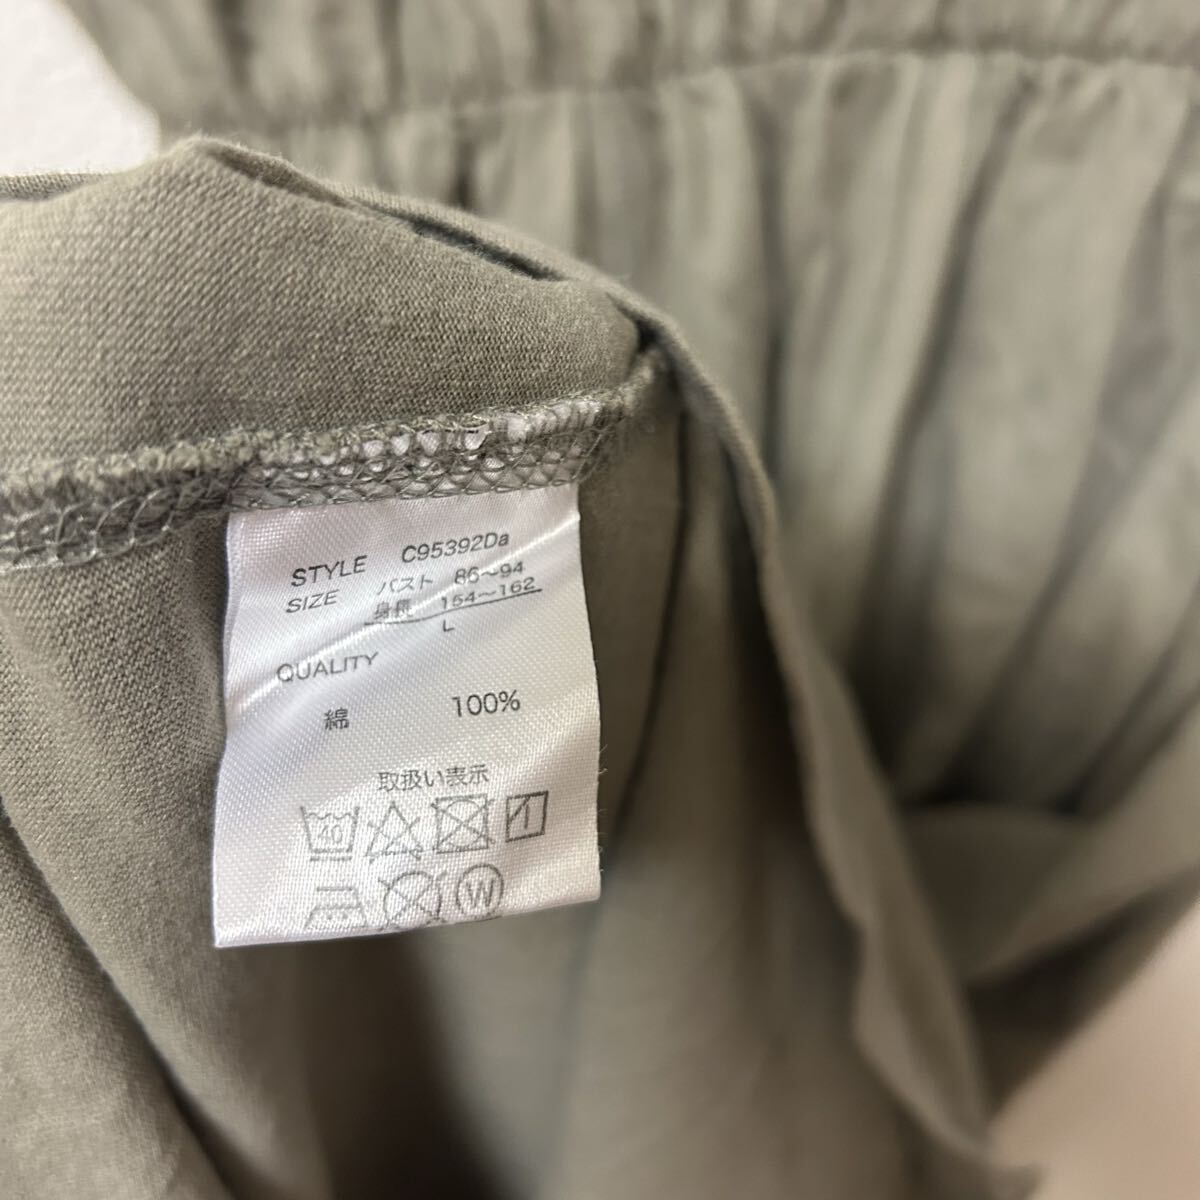 STYLE C95392Da
SIZE バスト 86~94
身長 154~162
L
QUALITY
綿 100%
取扱い表示
40
W